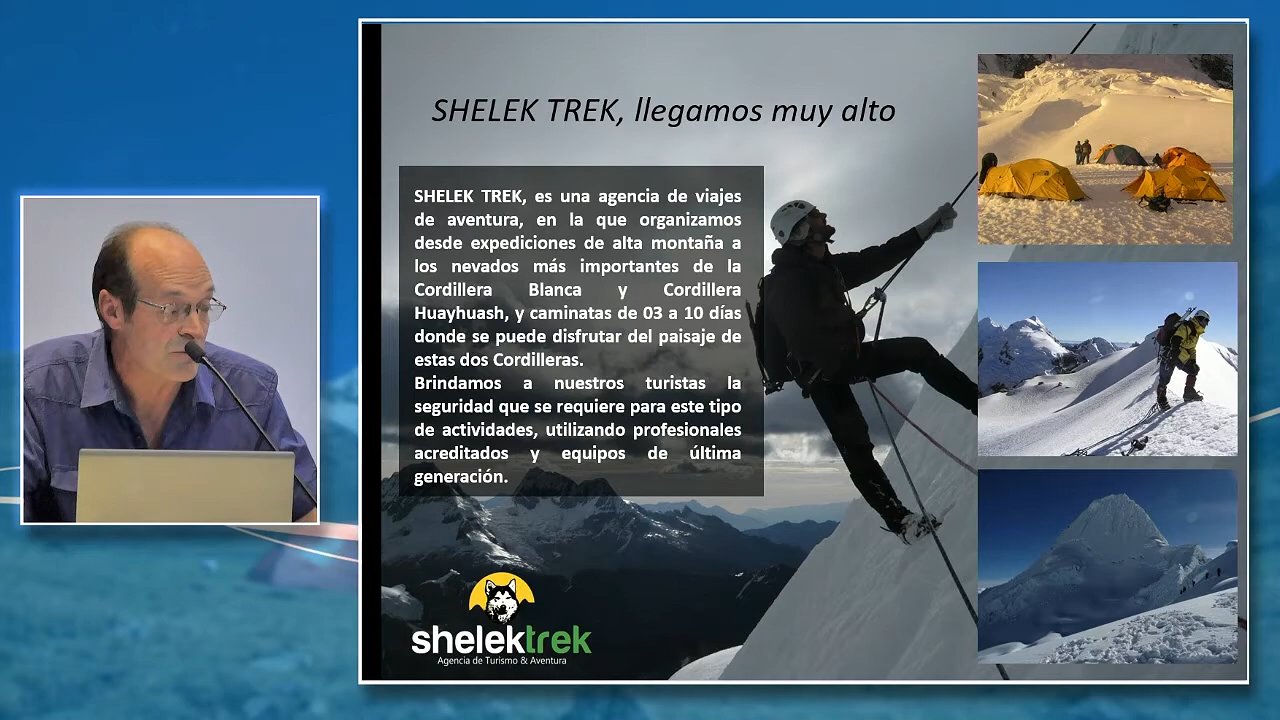 SHELEK TREK, llegamos muy alto
SHELEK TREK, es una agencia de viajes
de aventura, en la que organizamos
desde expediciones de alta montaña a
los nevados más importantes de la
Cordillera Blanca y Cordillera
Huayhuash, y caminatas de 03 a 10 días
donde se puede disfrutar del paisaje de
estas dos Cordilleras.
Brindamos a nuestros turistas la
seguridad que se requiere para este tipo
de actividades, utilizando profesionales
acreditados y equipos de última
generación.
shelektrek
Agencia de Turismo & Aventura